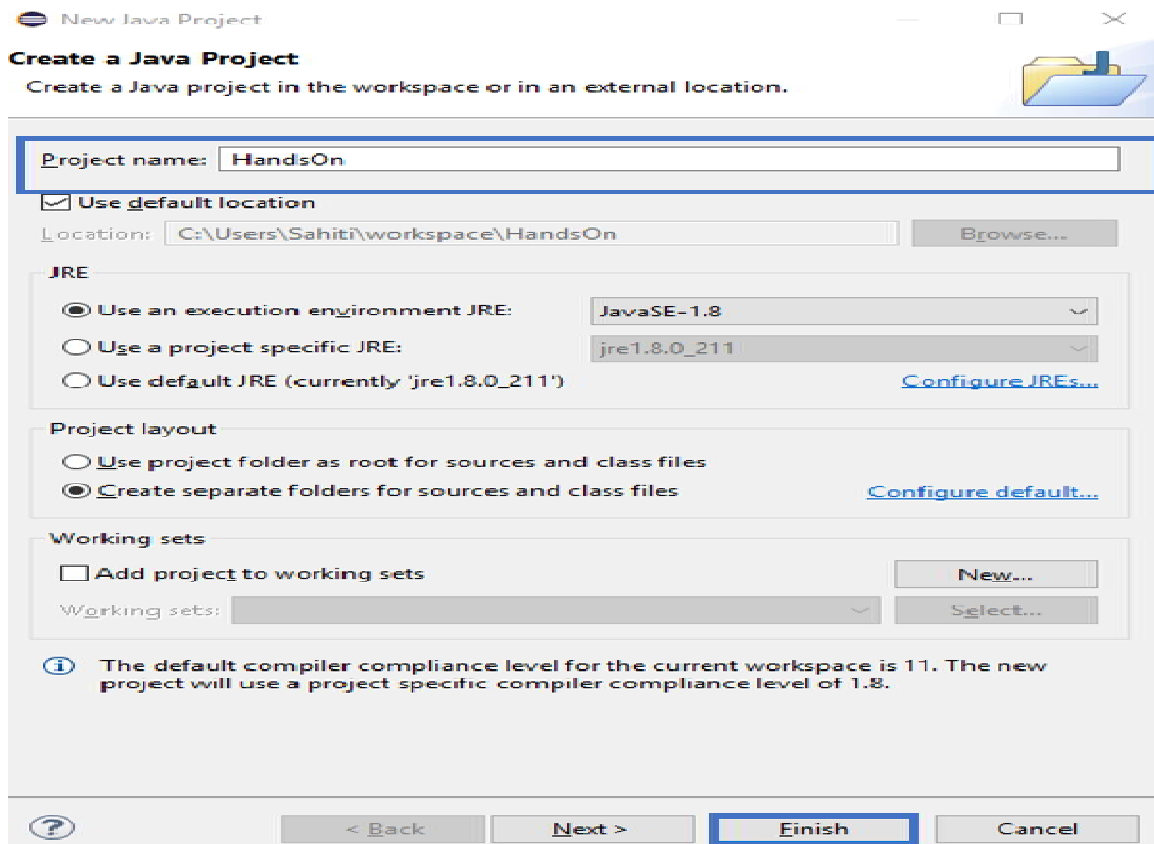 New Java Project
Create a Java Project
Create a Java project in the workspace or in an external location.
Project name: HandsOn
Use default location
Location: C:\Users\Sahiti\workspace\HandsOn Browse...
JRE
Use an execution environment JRE: JavaSE-1.8
Use a project specific JRE: jre1.8.0_211
Use default JRE (currently 'jre1.8.0_211') Configure JREs...
Project layout
Use project folder as root for sources and class files
Create separate folders for sources and class files Configure default...
Working sets
Add project to working sets New...
Working sets: Select...
The default compiler compliance level for the current workspace is 11. The new
project will use a project specific compiler compliance level of 1.8.
? < Back Next > Finish Cancel